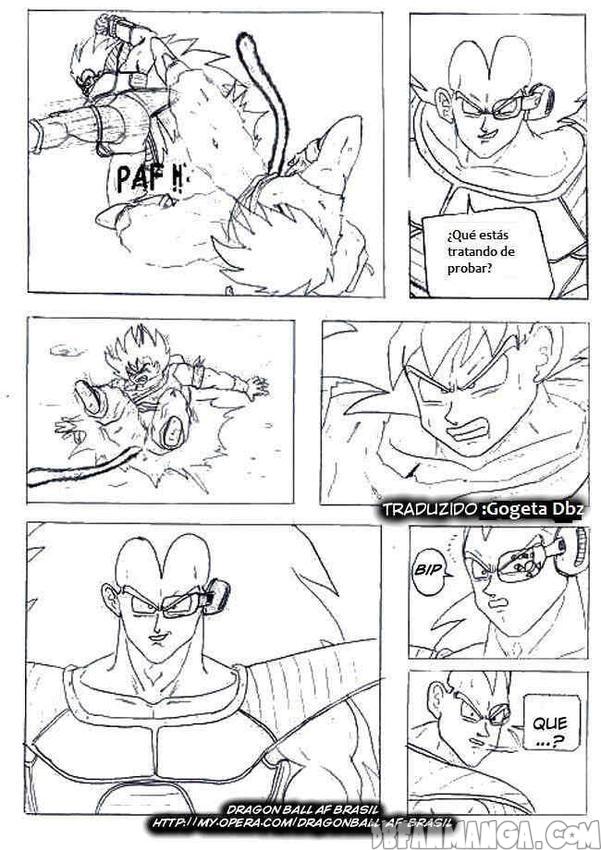 PAF !!
¿Qué estás
tratando de
probar?
TRADUZIDO :Gogeta Dbz
BIP
QUE
...?
DRAGON BALL AF BRASIL
HTTP://MY.OPERA.COM/DRAGONBALL-AF-BRASIL
DBFANMANGA.COM